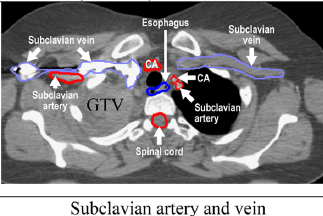 Esophagus
Subclavian vein
Subclavian
vein
CA
CA
Subclavian
artery
GTV
Subclavian
artery
Spinal cord
Subclavian artery and vein